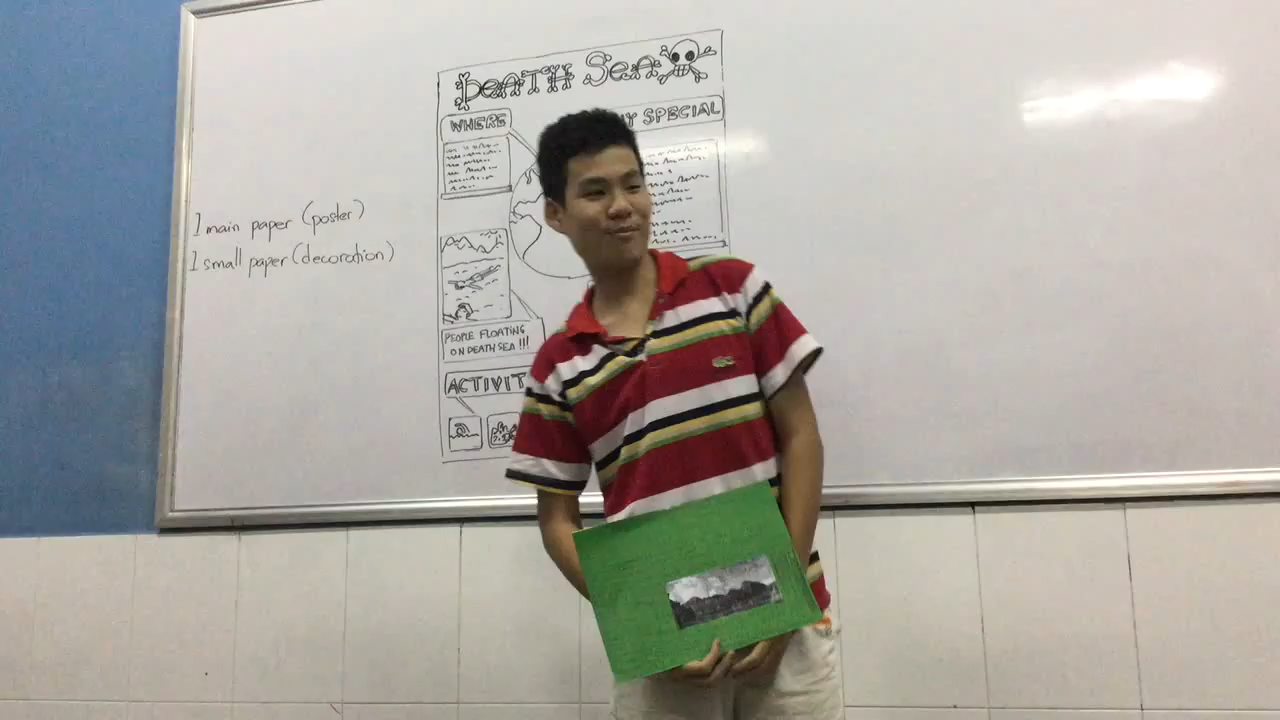 DEATH SEA
WHERE
Y SPECIAL
1 main paper (poster)
1 small paper (decoration)
PEOPLE FLOATING
ON DEATH SEA !!!
ACTIVIT